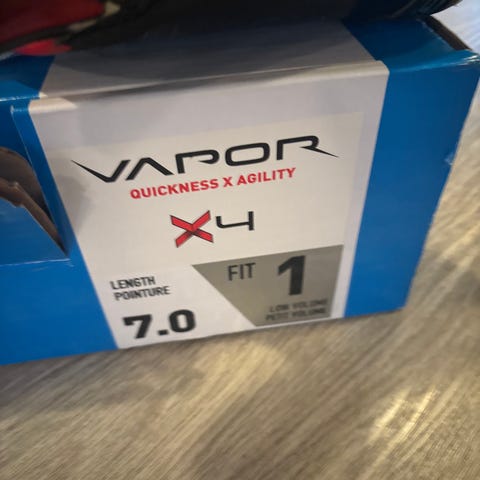 VAPOR
QUICKNESS X AGILITY
X4
LENGTH
POINTURE
7.0
FIT 1
LOW VOLUME
PETIT VOLUME